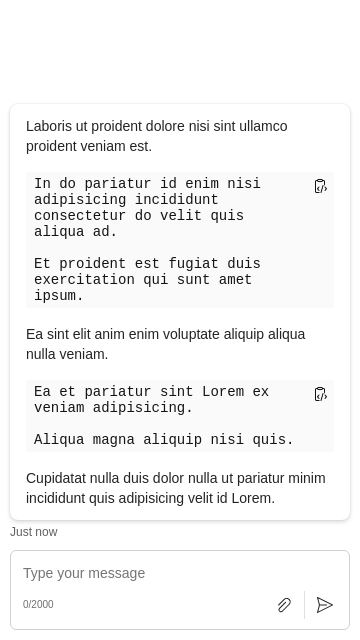 Laboris ut proident dolore nisi sint ullamco
proident veniam est.
In do pariatur id enim nisi
adipisicing incididunt
consectetur do velit quis
aliqua ad.
Et proident est fugiat duis
exercitation qui sunt amet
ipsum.
Ea sint elit anim enim voluptate aliquip aliqua
nulla veniam.
Ea et pariatur sint Lorem ex
veniam adipisicing.
Aliqua magna aliquip nisi quis.
Cupidatat nulla duis dolor nulla ut pariatur minim
incididunt quis adipisicing velit id Lorem.
Just now
Type your message
0/2000